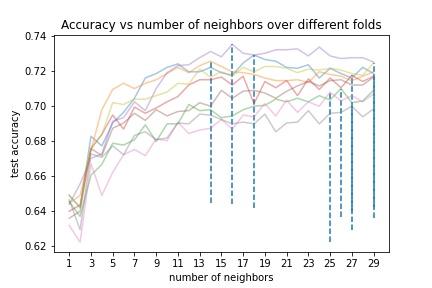 Accuracy vs number of neighbors over different folds
test accuracy
0.74
0.72
0.70
0.68
0.66
0.64
0.62
1 3 5 7 9 11 13 15 17 19 21 23 25 27 29
number of neighbors